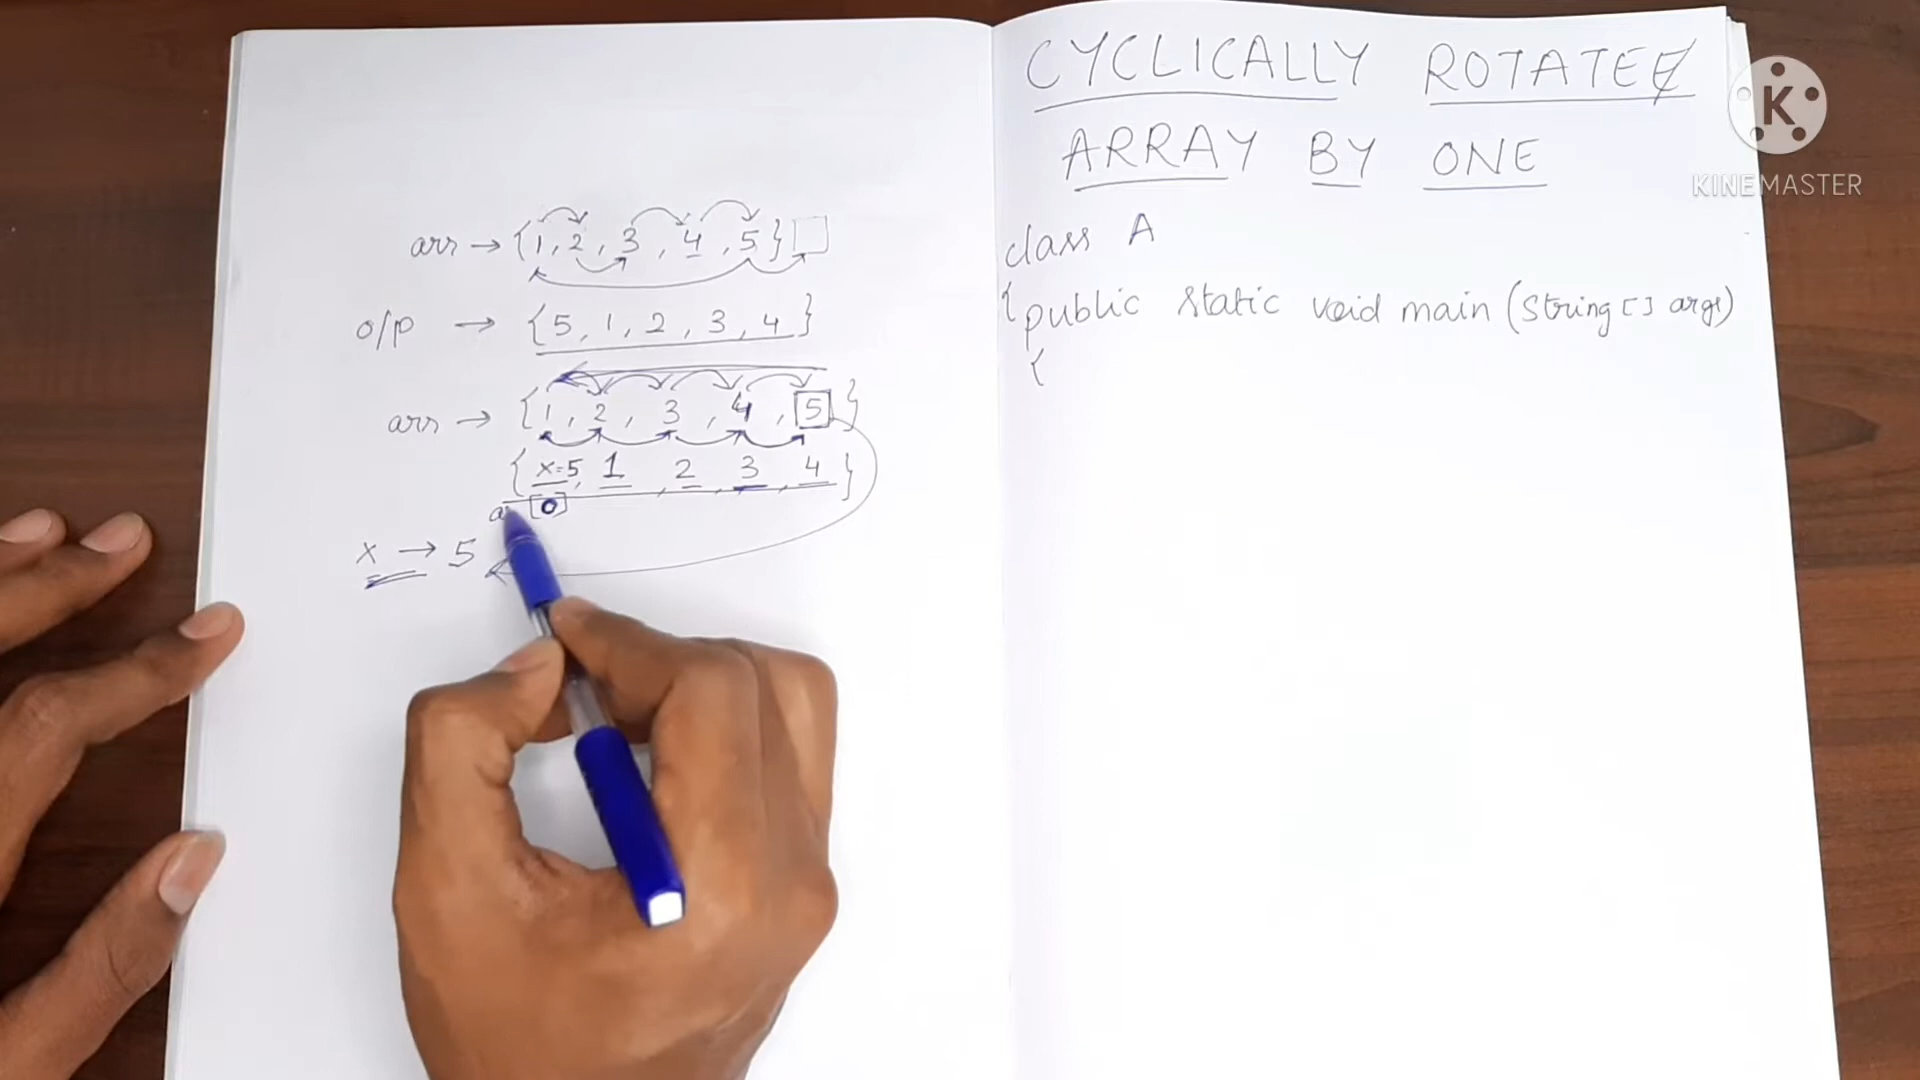 arr → {1, 2, 3, 4, 5}
o/p → {5, 1, 2, 3, 4}
arr → {1, 2, 3, 4, 5}
{x=5, 1, 2, 3, 4}
[0]
x → 5
CYCLICALLY ROTATE
ARRAY BY ONE
class A
{ public static void main (String [] args)
{
K
KINEMASTER